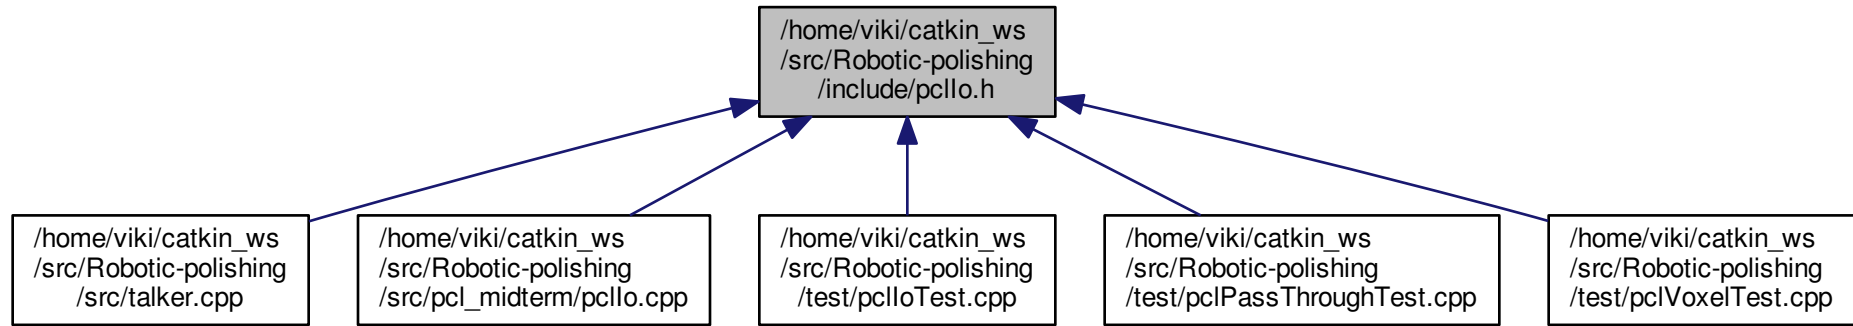 /home/viki/catkin_ws
/src/Robotic-polishing
/include/pclIo.h
/home/viki/catkin_ws
/src/Robotic-polishing
/src/talker.cpp
/home/viki/catkin_ws
/src/Robotic-polishing
/src/pcl_midterm/pclIo.cpp
/home/viki/catkin_ws
/src/Robotic-polishing
/test/pclIoTest.cpp
/home/viki/catkin_ws
/src/Robotic-polishing
/test/pclPassThroughTest.cpp
/home/viki/catkin_ws
/src/Robotic-polishing
/test/pclVoxelTest.cpp